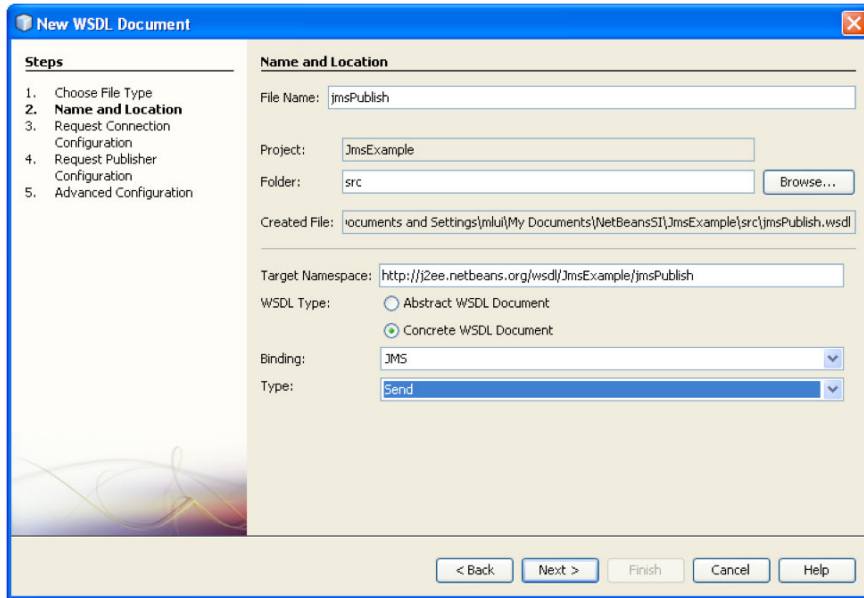 New WSDL Document
Steps
1. Choose File Type
2. Name and Location
3. Request Connection
Configuration
4. Request Publisher
Configuration
5. Advanced Configuration
Name and Location
File Name: jmsPublish
Project: JmsExample
Folder: src Browse...
Created File: ocuments and Settings\mlui\My Documents\NetBeansSI\JmsExample\src\jmsPublish.wsdl
Target Namespace: http://j2ee.netbeans.org/wsdl/JmsExample/jmsPublish
WSDL Type: Abstract WSDL Document
Concrete WSDL Document
Binding: JMS
Type: Send
< Back Next > Finish Cancel Help